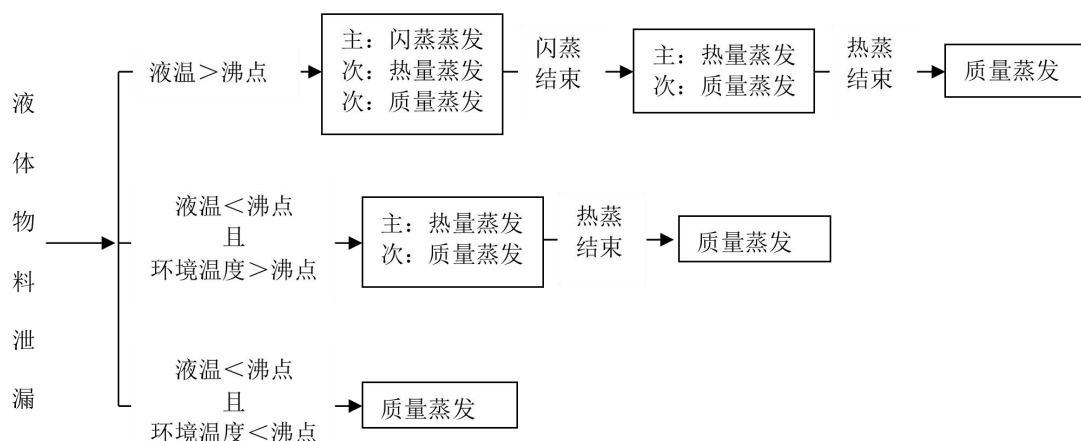 液体物料泄漏
液温＞沸点
主：闪蒸蒸发
次：热量蒸发
次：质量蒸发
闪蒸
结束
主：热量蒸发
次：质量蒸发
热蒸
结束
质量蒸发
液温＜沸点
且
环境温度＞沸点
主：热量蒸发
次：质量蒸发
热蒸
结束
质量蒸发
液温＜沸点
且
环境温度＜沸点
质量蒸发